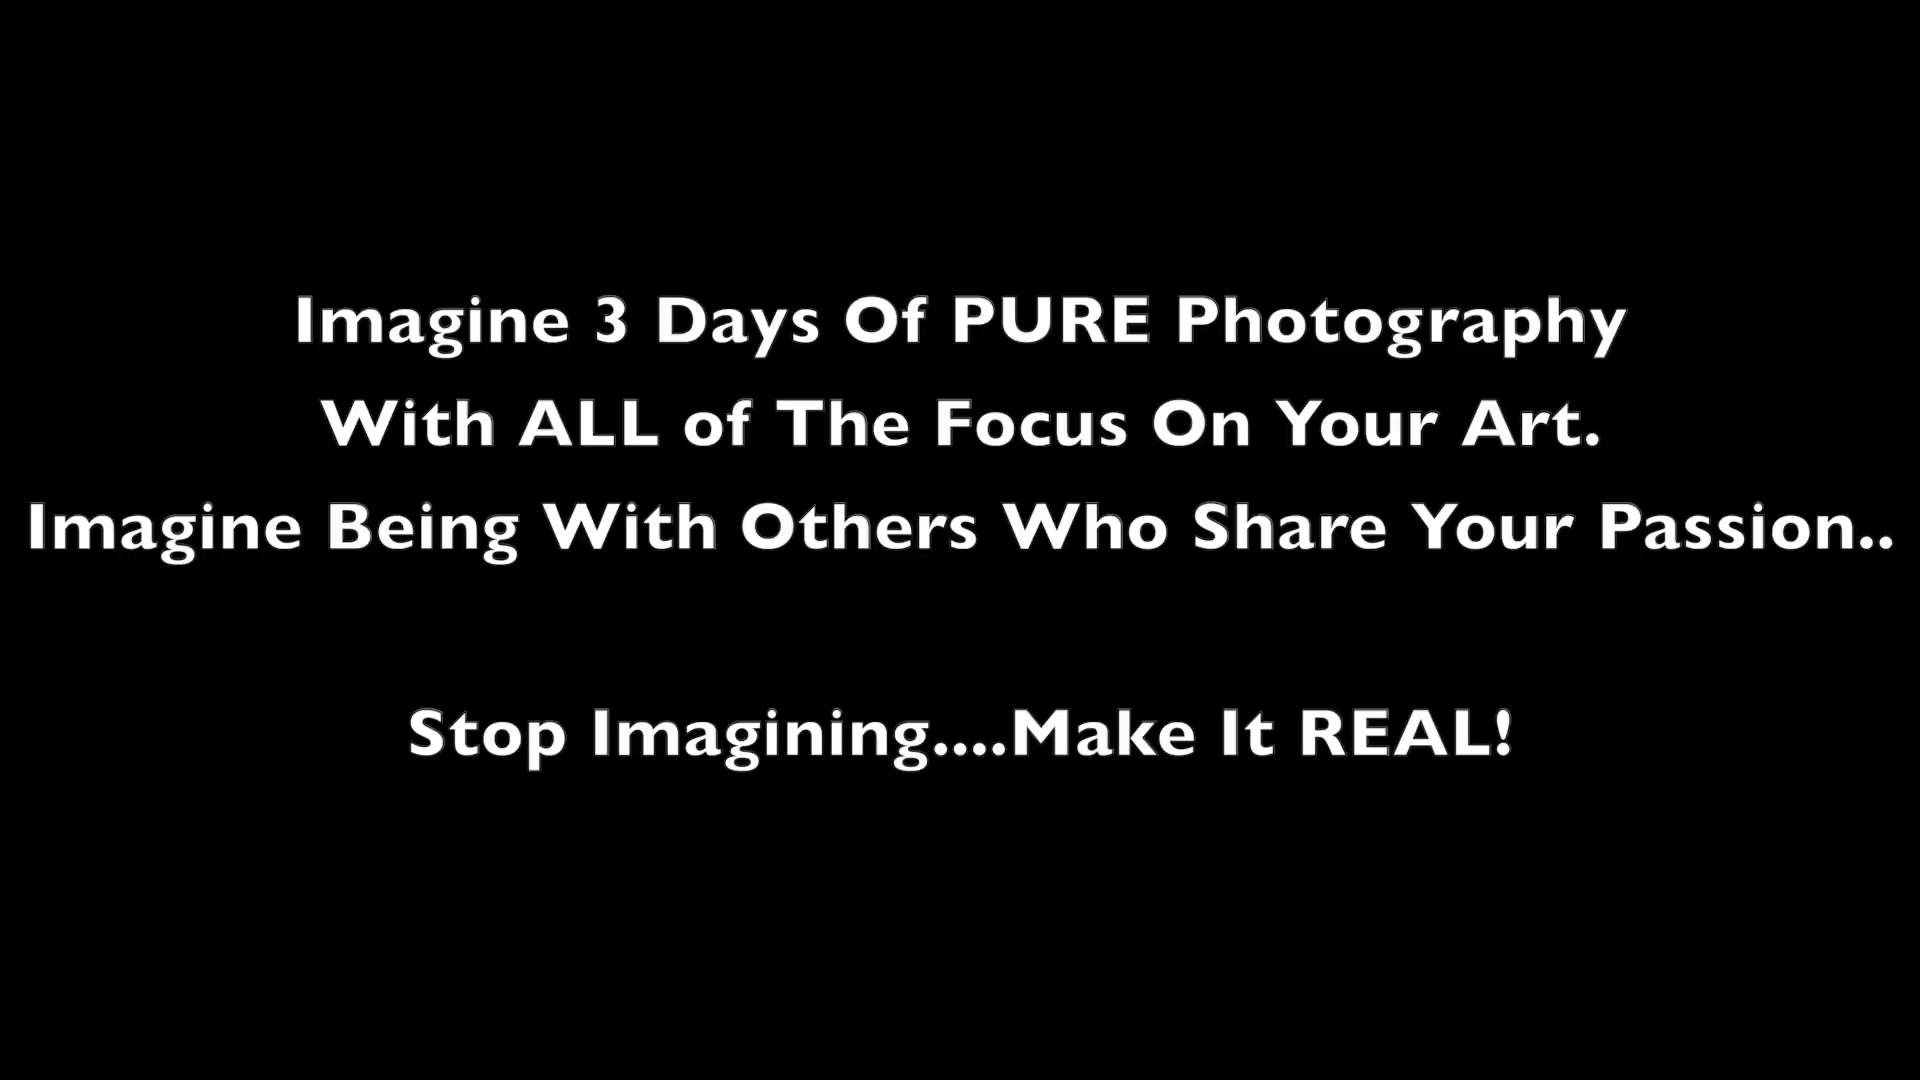 Imagine 3 Days Of PURE Photography
With ALL of The Focus On Your Art.
Imagine Being With Others Who Share Your Passion..
Stop Imagining....Make It REAL!